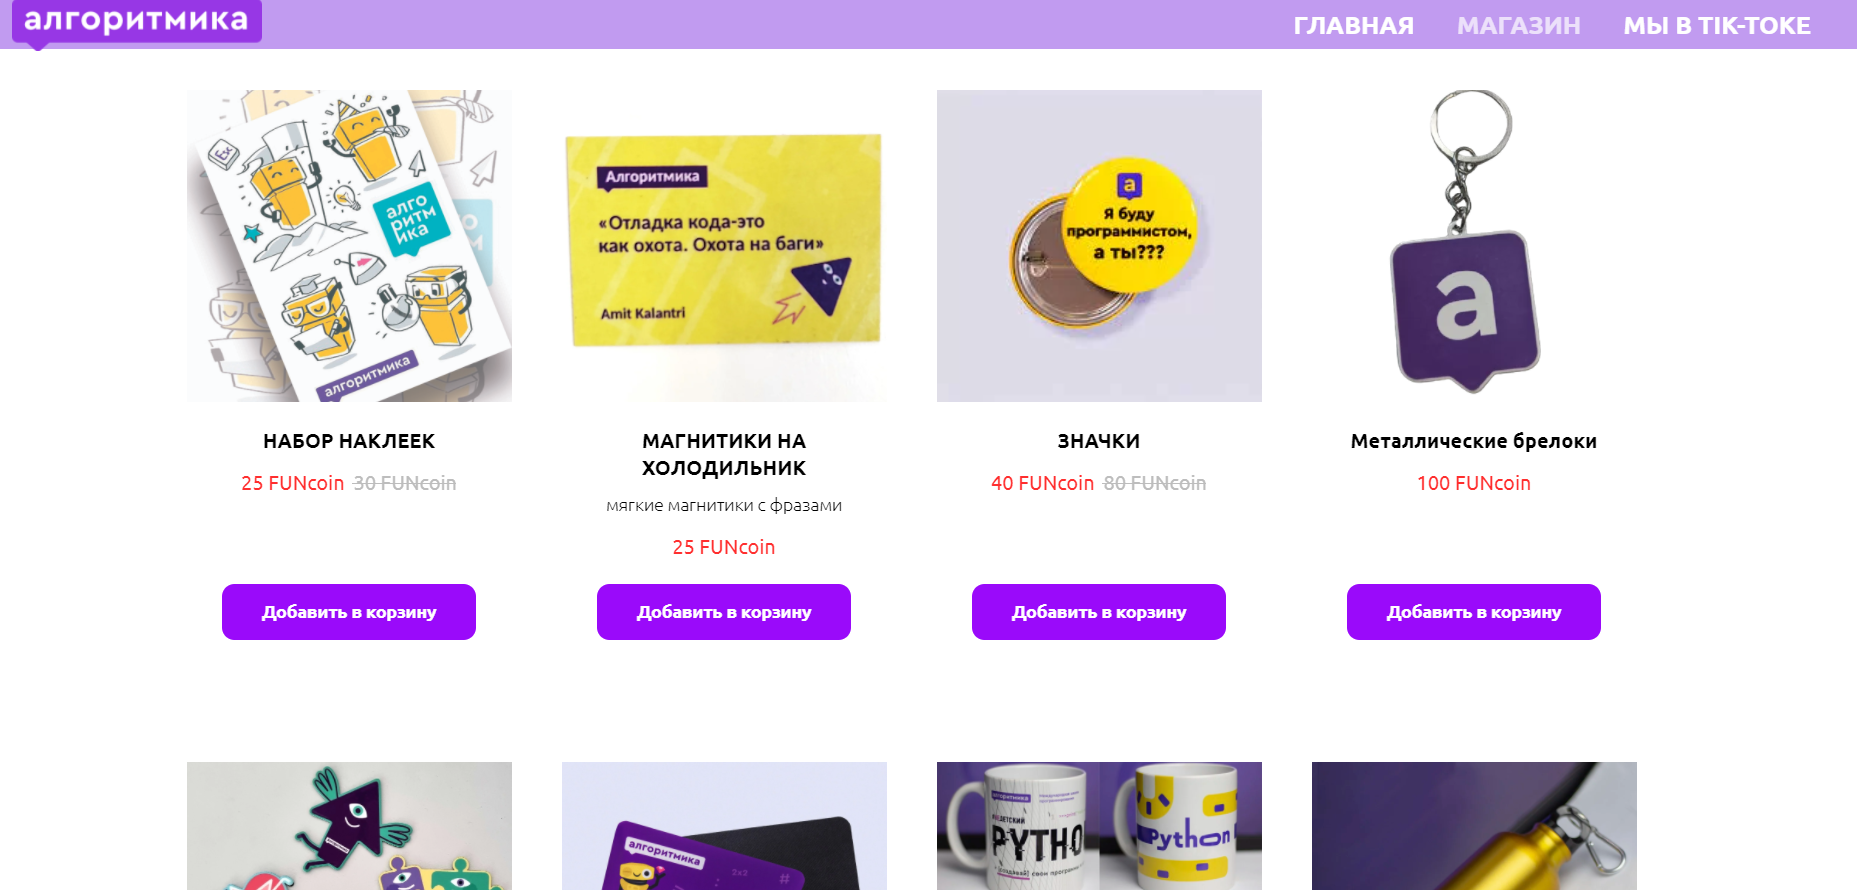 алгоритмика
ГЛАВНАЯ
МАГАЗИН
МЫ В TIK-TOKE
Ex
алго
ритм
ика
алгоритмика
Алгоритмика
«Отладка кода-это
как охота. Охота на баги»
Amit Kalantri
a
Я буду
программистом,
а ты???
a
НАБОР НАКЛЕЕК
25 FUNcoin 30 FUNcoin
Добавить в корзину
МАГНИТИКИ НА
ХОЛОДИЛЬНИК
мягкие магнитики с фразами
25 FUNcoin
Добавить в корзину
ЗНАЧКИ
40 FUNcoin 80 FUNcoin
Добавить в корзину
Металлические брелоки
100 FUNcoin
Добавить в корзину
алгоритмика
2x2
#
алгоритмика
PYTHO
Python